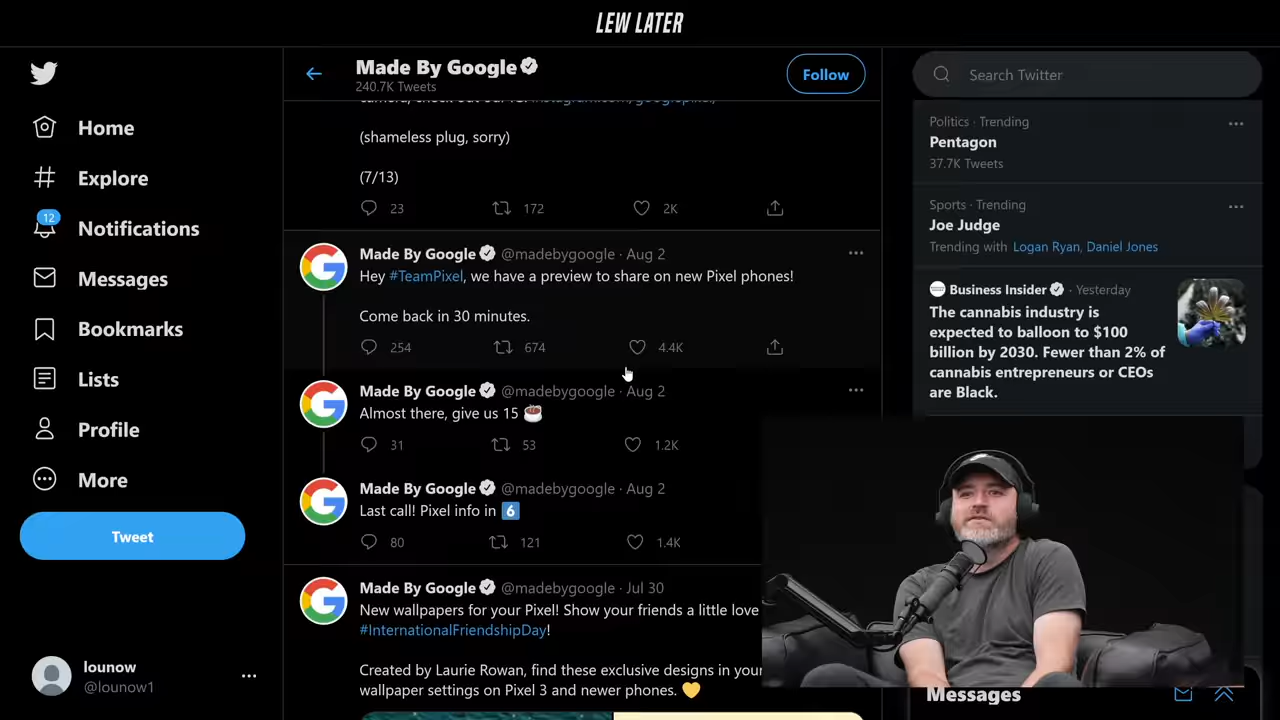 LEW LATER
Home
Explore
12
Notifications
Messages
Bookmarks
Lists
Profile
More
Tweet
lounow
@lounow1
Made By Google
240.7K Tweets
Follow
(shameless plug, sorry)
(7/13)
23 172 2K
Made By Google @madebygoogle · Aug 2
Hey #TeamPixel, we have a preview to share on new Pixel phones!
Come back in 30 minutes.
254 674 4.4K
Made By Google @madebygoogle · Aug 2
Almost there, give us 15 ☕
31 53 1.2K
Made By Google @madebygoogle · Aug 2
Last call! Pixel info in 6
80 121 1.4K
Made By Google @madebygoogle · Jul 30
New wallpapers for your Pixel! Show your friends a little love
#InternationalFriendshipDay!
Created by Laurie Rowan, find these exclusive designs in your
wallpaper settings on Pixel 3 and newer phones. 💛
Search Twitter
Politics · Trending
Pentagon
37.7K Tweets
Sports · Trending
Joe Judge
Trending with Logan Ryan, Daniel Jones
Business Insider · Yesterday
The cannabis industry is
expected to balloon to $100
billion by 2030. Fewer than 2% of
cannabis entrepreneurs or CEOs
are Black.
Messages